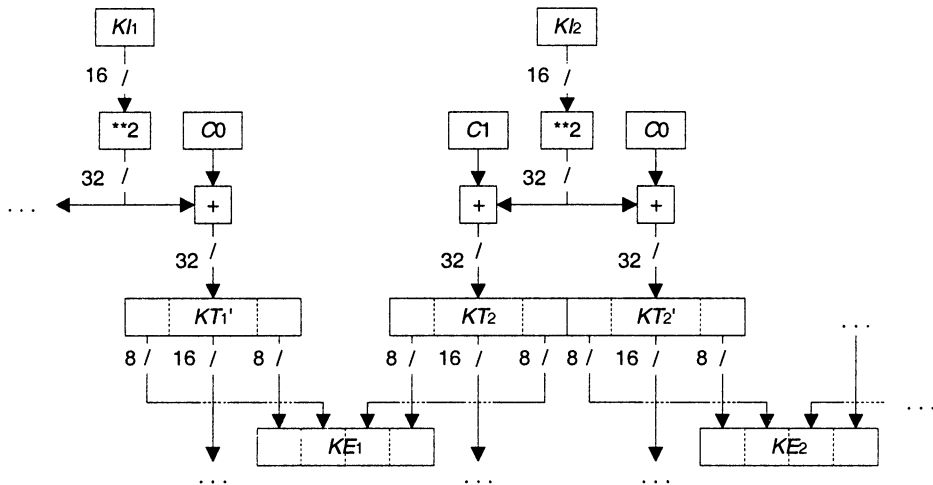 KI1 KI2
16 16
**2 C0 C1 **2 C0
32 32
. . . + + +
32 32 32
KT1' KT2 KT2' . . .
8 16 8 8 16 8 8 16 8
. . .
KE1 KE2
. . . . . . . . .